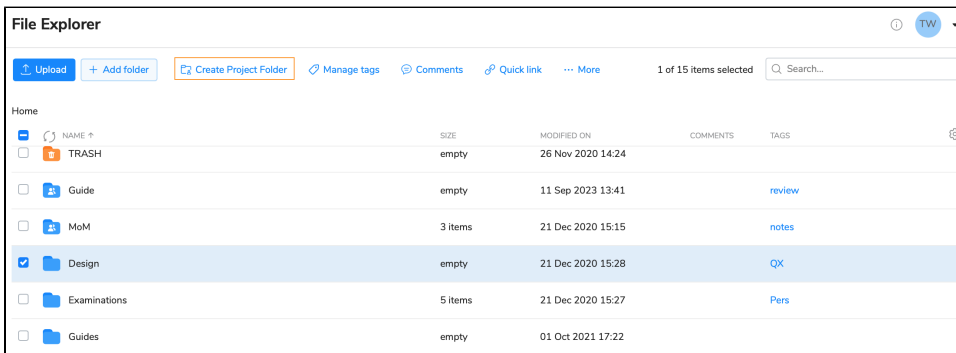 File Explorer
TW
Upload + Add folder Create Project Folder Manage tags Comments Quick link ··· More 1 of 15 items selected Search...
Home
NAME ↑ SIZE MODIFIED ON COMMENTS TAGS
TRASH empty 26 Nov 2020 14:24
Guide empty 11 Sep 2023 13:41 review
MoM 3 items 21 Dec 2020 15:15 notes
Design empty 21 Dec 2020 15:28 QX
Examinations 5 items 21 Dec 2020 15:27 Pers
Guides empty 01 Oct 2021 17:22